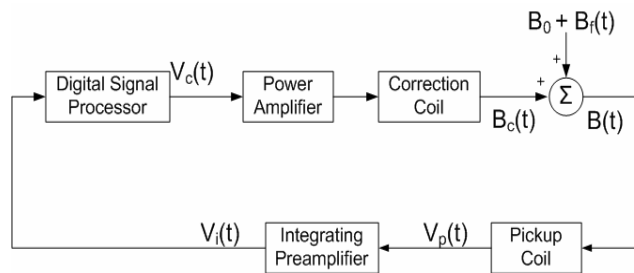 B₀ + B_f(t)
+
+
Digital Signal
Processor
V_c(t)
Power
Amplifier
Correction
Coil
B_c(t)
Σ
B(t)
V_i(t)
Integrating
Preamplifier
V_p(t)
Pickup
Coil